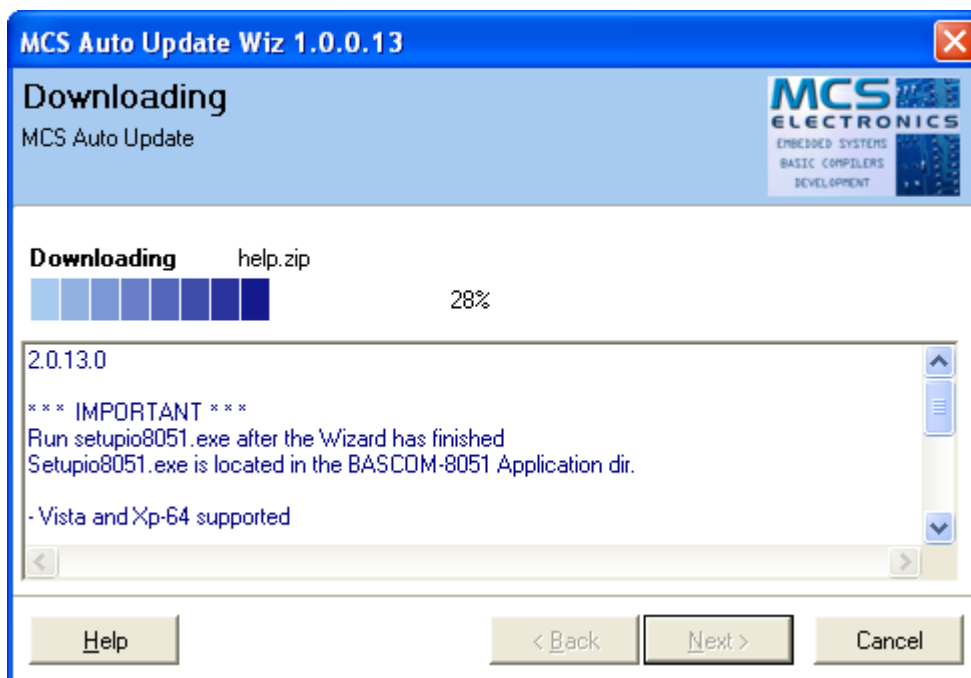 MCS Auto Update Wiz 1.0.0.13
Downloading
MCS Auto Update
MCS
ELECTRONICS
EMBEDDED SYSTEMS
BASIC COMPILERS
DEVELOPMENT
Downloading help.zip
28%
2.0.13.0
* * * IMPORTANT * * *
Run setupio8051.exe after the Wizard has finished
Setupio8051.exe is located in the BASCOM-8051 Application dir.
- Vista and Xp-64 supported
Help
< Back
Next >
Cancel